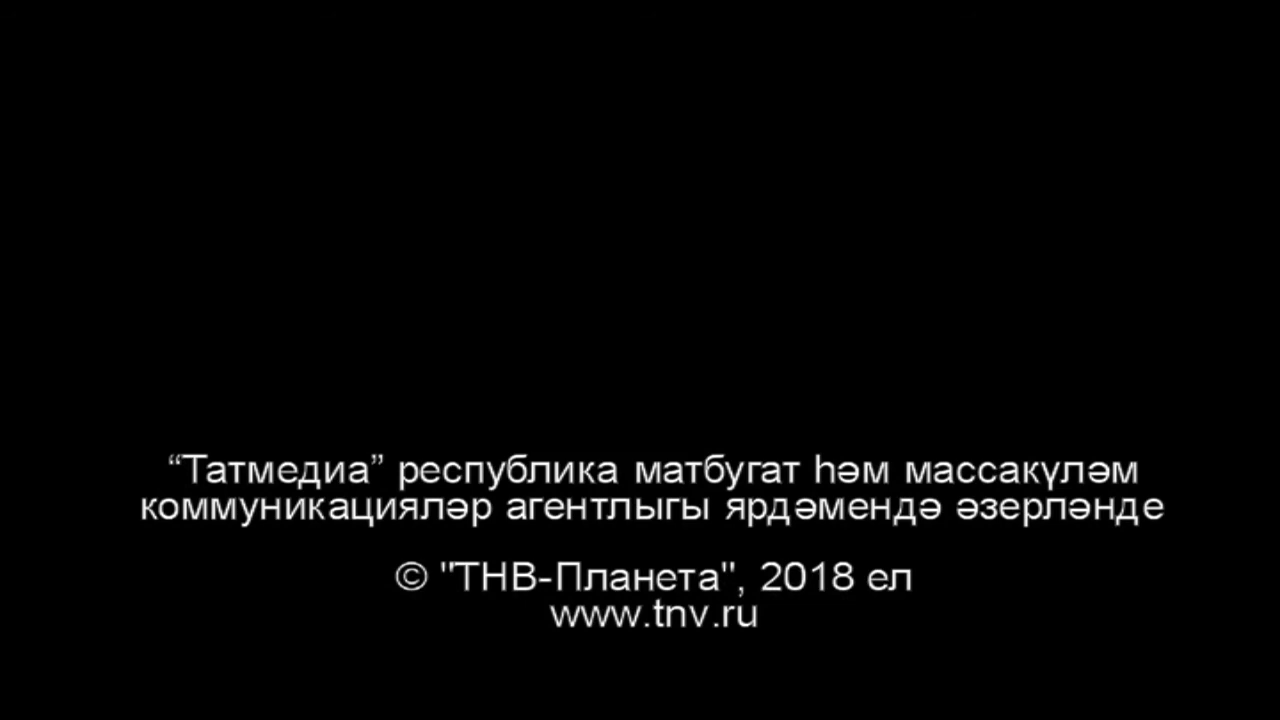 “Татмедиа” республика матбугат һәм массакүләм
коммуникацияләр агентлыгы ярдәмендә әзерләнде
© "ТНВ-Планета", 2018 ел
www.tnv.ru